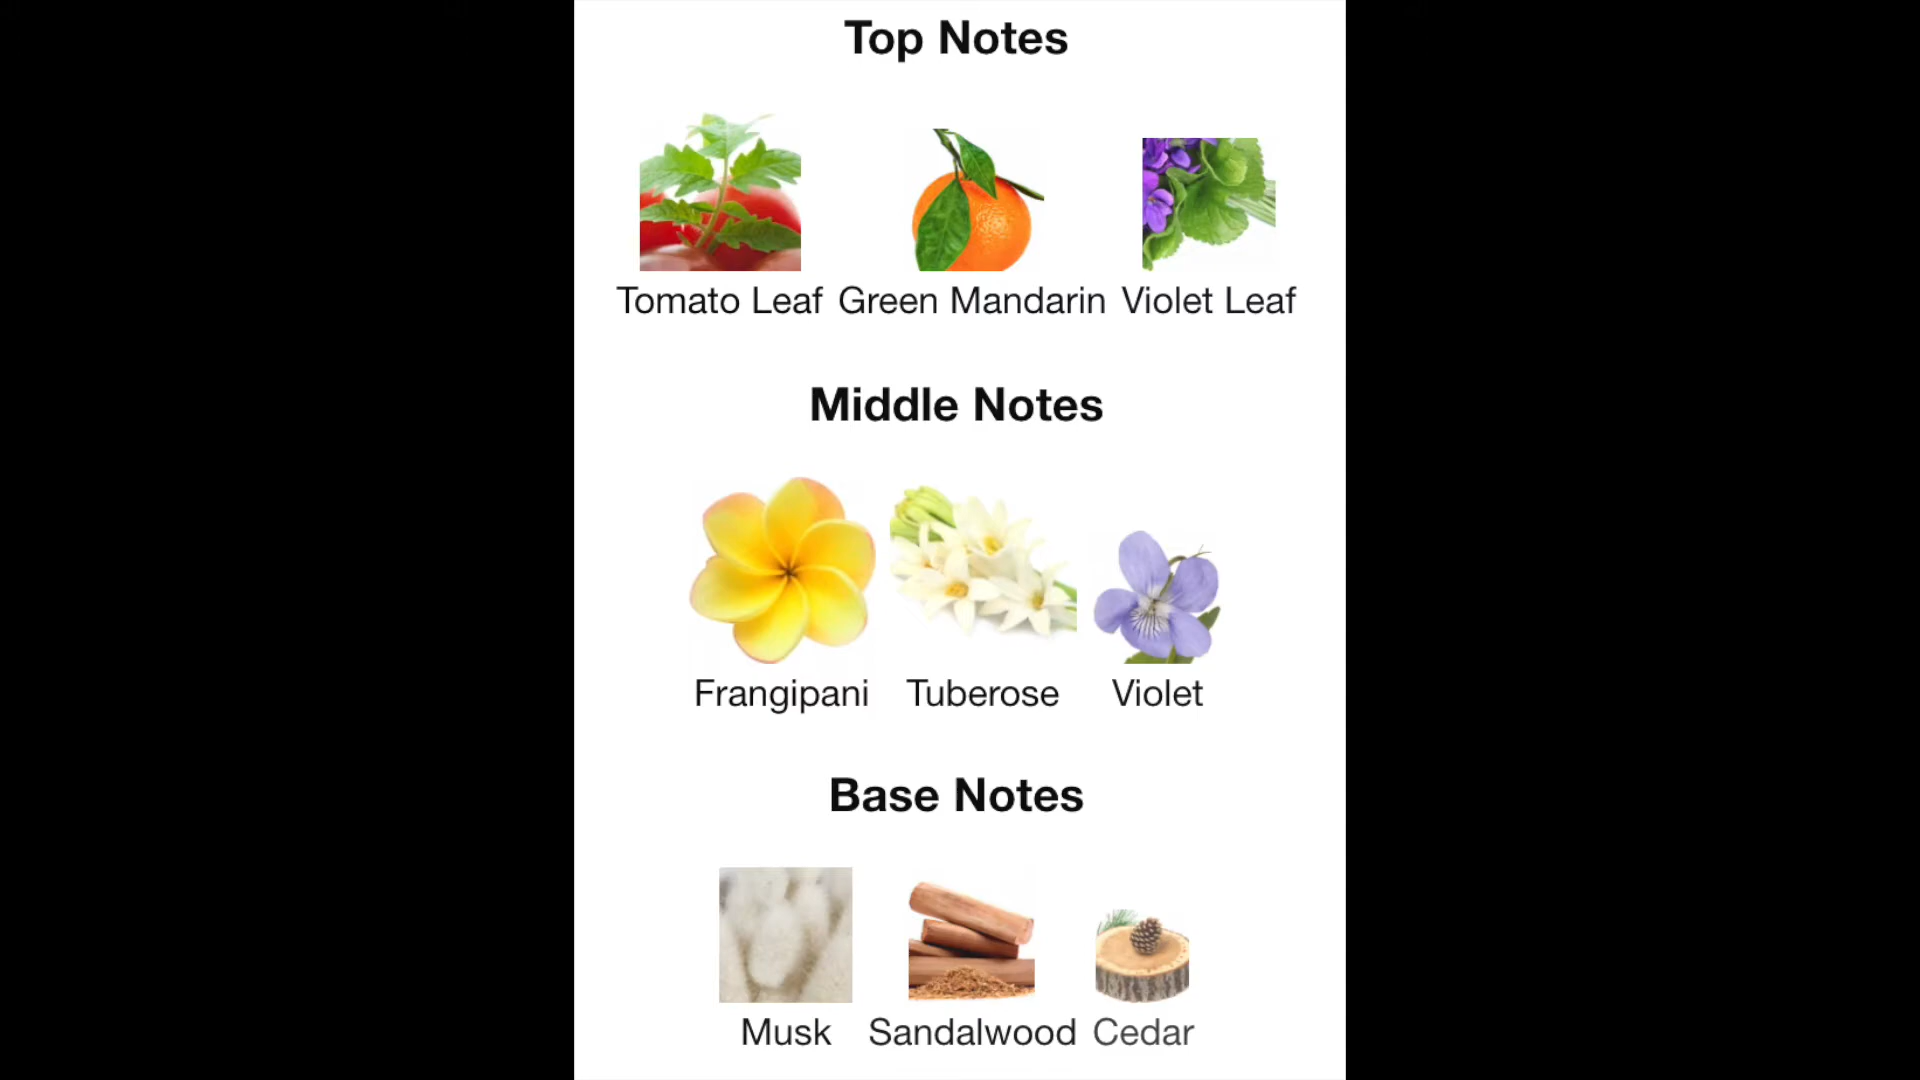 Top Notes
Tomato Leaf Green Mandarin Violet Leaf
Middle Notes
Frangipani Tuberose Violet
Base Notes
Musk Sandalwood Cedar